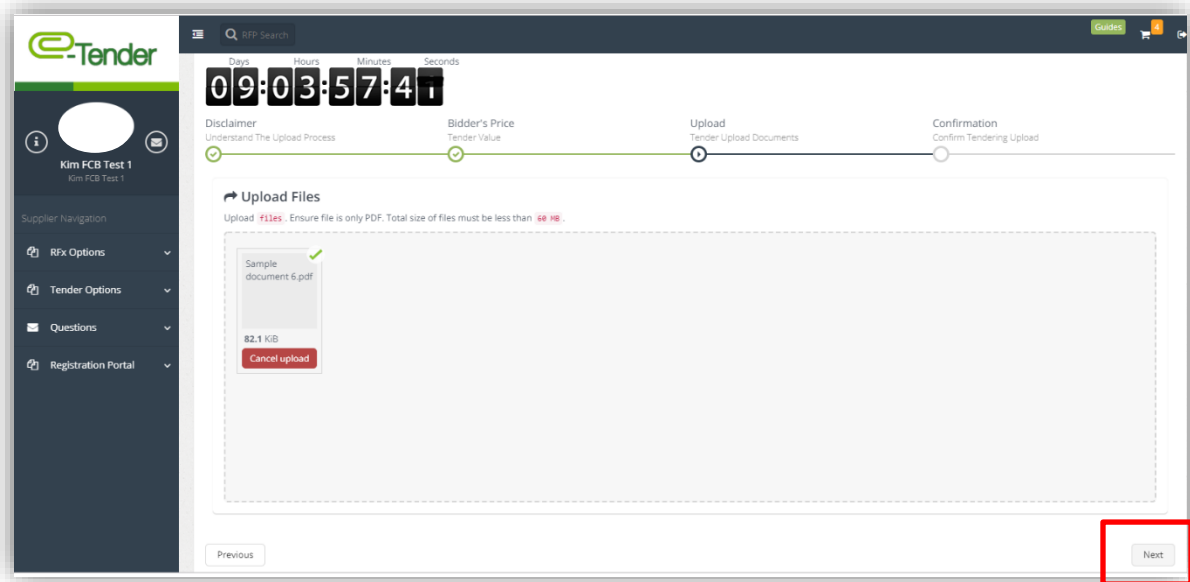 e-Tender
RFP Search
Guides
4
Days Hours Minutes Seconds
09:03:57:41
Disclaimer
Understand The Upload Process
Bidder's Price
Tender Value
Upload
Tender Upload Documents
Confirmation
Confirm Tendering Upload
Kim FCB Test 1
Kim FCB Test 1
Supplier Navigation
RFx Options
Tender Options
Questions
Registration Portal
Upload Files
Upload files. Ensure file is only PDF. Total size of files must be less than 60 MB.
Sample
document 6.pdf
82.1 KiB
Cancel upload
Previous
Next